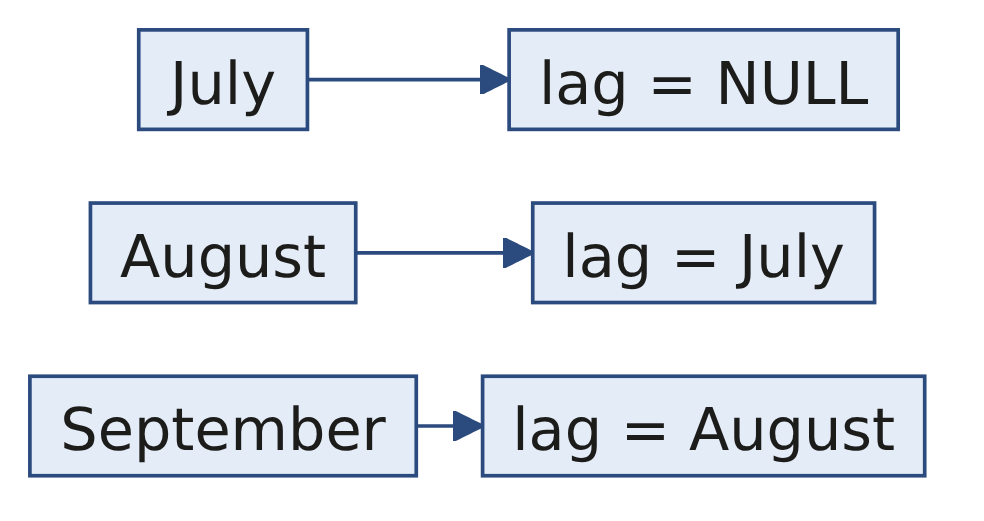 July
lag = NULL
August
lag = July
September
lag = August